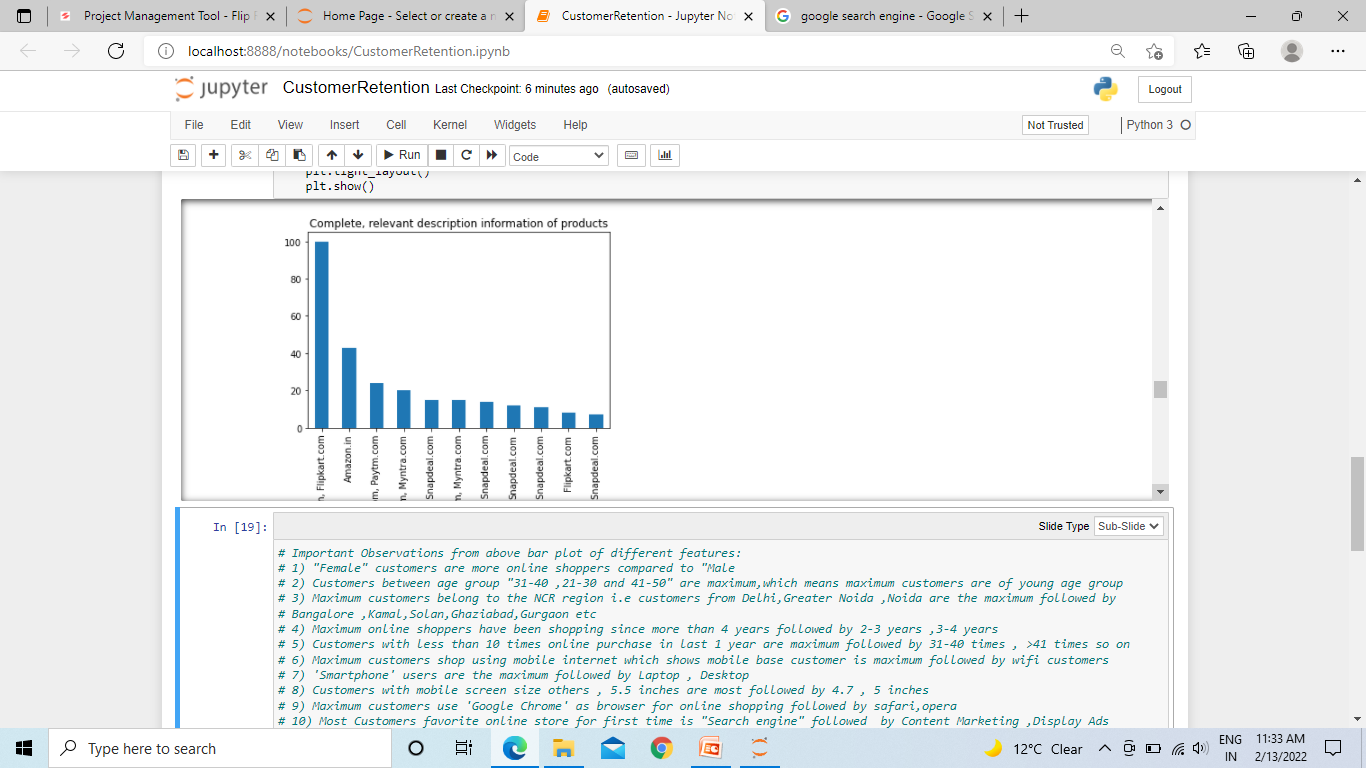 Project Management Tool - Flip
Home Page - Select or create a n
CustomerRetention - Jupyter No
google search engine - Google S
localhost:8888/notebooks/CustomerRetention.ipynb
jupyter CustomerRetention Last Checkpoint: 6 minutes ago (autosaved)
Logout
File Edit View Insert Cell Kernel Widgets Help
Not Trusted Python 3
Run Code
plt.tight_layout()
plt.show()
Complete, relevant description information of products
100
80
60
40
20
0
n, Flipkart.com
Amazon.in
m, Paytm.com
n, Myntra.com
Snapdeal.com
m, Myntra.com
Snapdeal.com
Snapdeal.com
Snapdeal.com
Flipkart.com
Snapdeal.com
In [19]:
Slide Type Sub-Slide
# Important Observations from above bar plot of different features:
# 1) "Female" customers are more online shoppers compared to "Male
# 2) Customers between age group "31-40 ,21-30 and 41-50" are maximum,which means maximum customers are of young age group
# 3) Maximum customers belong to the NCR region i.e customers from Delhi,Greater Noida ,Noida are the maximum followed by
# Bangalore ,Kamal,Solan,Ghaziabad,Gurgaon etc
# 4) Maximum online shoppers have been shopping since more than 4 years followed by 2-3 years ,3-4 years
# 5) Customers with less than 10 times online purchase in last 1 year are maximum followed by 31-40 times , >41 times so on
# 6) Maximum customers shop using mobile internet which shows mobile base customer is maximum followed by wifi customers
# 7) 'Smartphone' users are the maximum followed by Laptop , Desktop
# 8) Customers with mobile screen size others , 5.5 inches are most followed by 4.7 , 5 inches
# 9) Maximum customers use 'Google Chrome' as browser for online shopping followed by safari,opera
# 10) Most Customers favorite online store for first time is "Search engine" followed by Content Marketing ,Display Ads
Type here to search
12°C Clear
ENG
IN
11:33 AM
2/13/2022